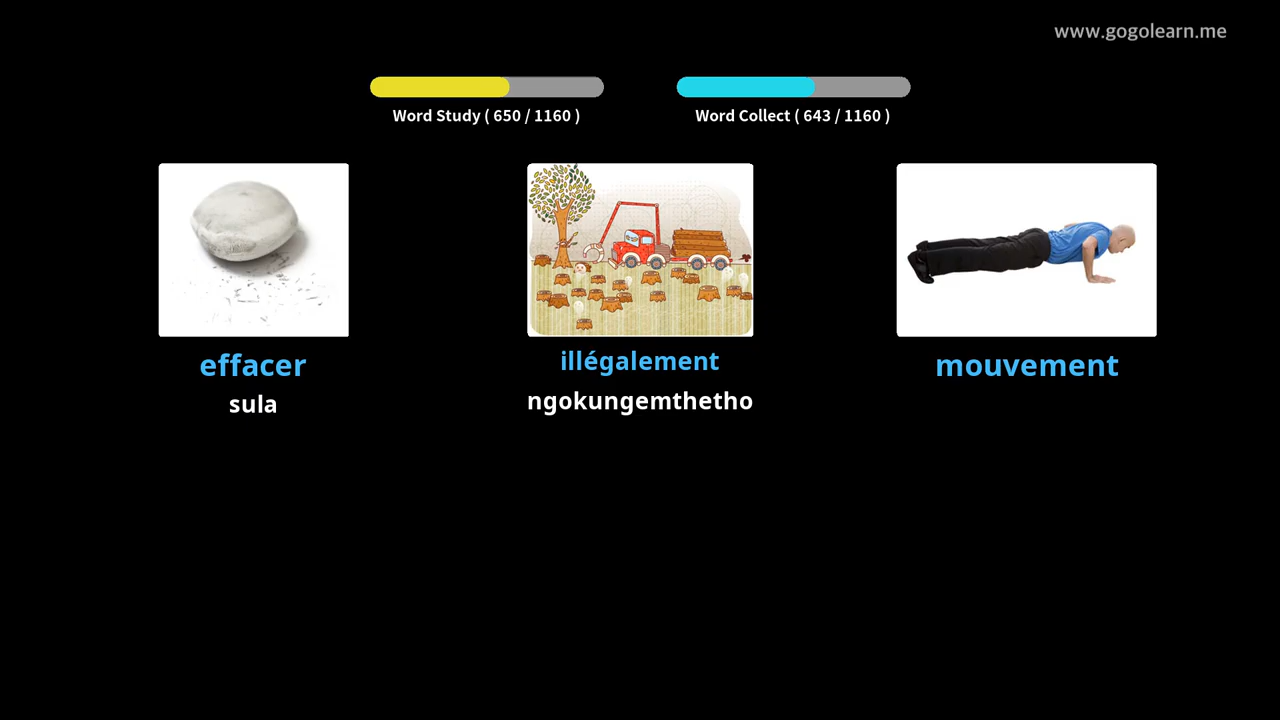 www.gogolearn.me
Word Study ( 650 / 1160 )
Word Collect ( 643 / 1160 )
effacer
sula
illégalement
ngokungemthetho
mouvement